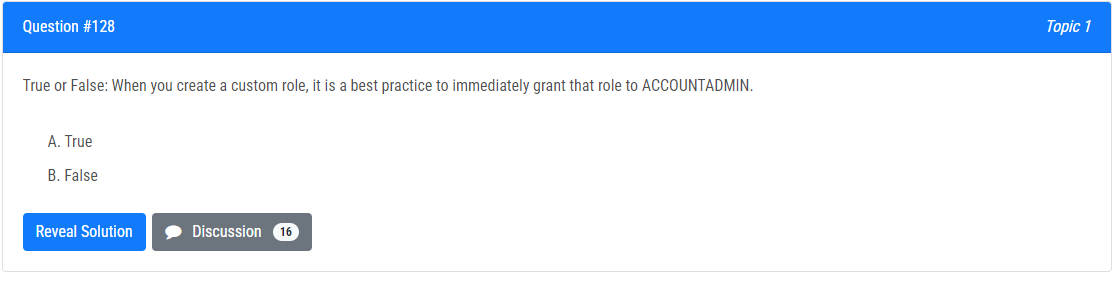 Question #128 Topic 1
True or False: When you create a custom role, it is a best practice to immediately grant that role to ACCOUNTADMIN.
A. True
B. False
Reveal Solution Discussion 16